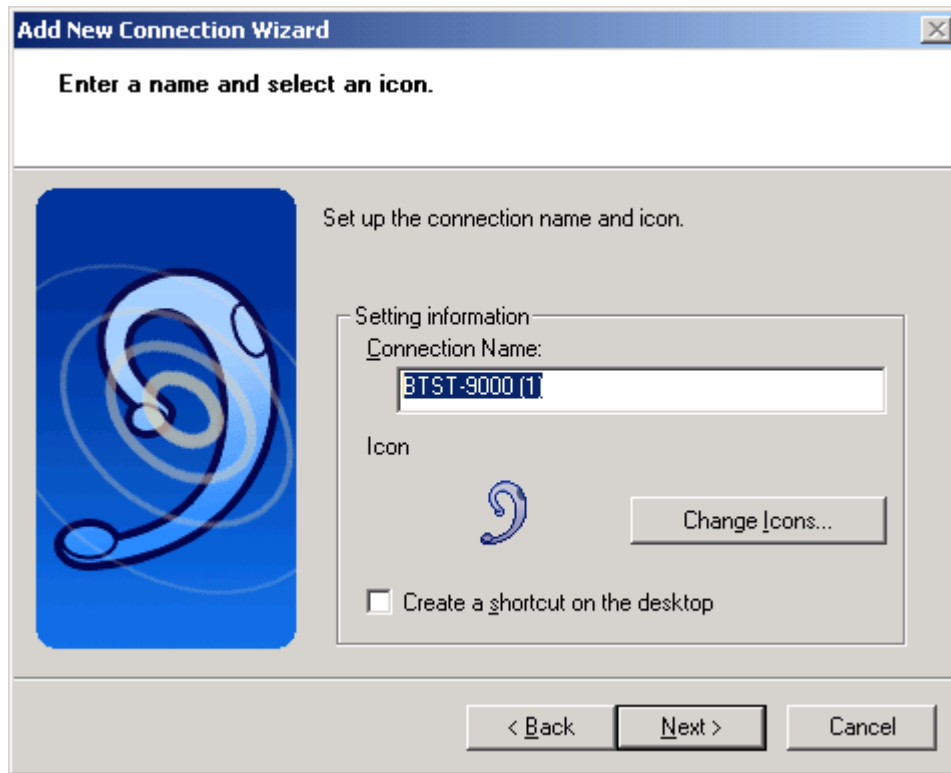 Add New Connection Wizard
Enter a name and select an icon.
Set up the connection name and icon.
Setting information
Connection Name:
BTST-9000 (1)
Icon
Change Icons...
Create a shortcut on the desktop
< Back Next > Cancel